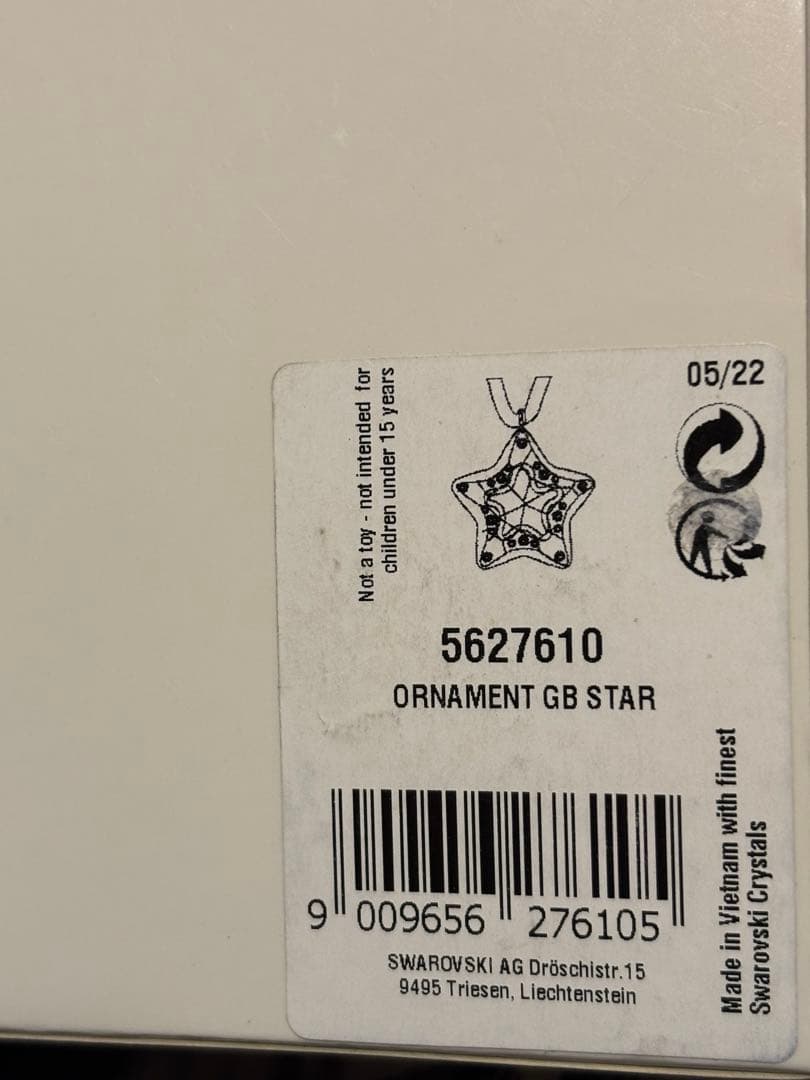 05/22
Not a toy - not intended for
children under 15 years
5627610
ORNAMENT GB STAR
9 009656 276105
SWAROVSKI AG Dröschistr.15
9495 Triesen, Liechtenstein
Made in Vietnam with finest
Swarovski Crystals